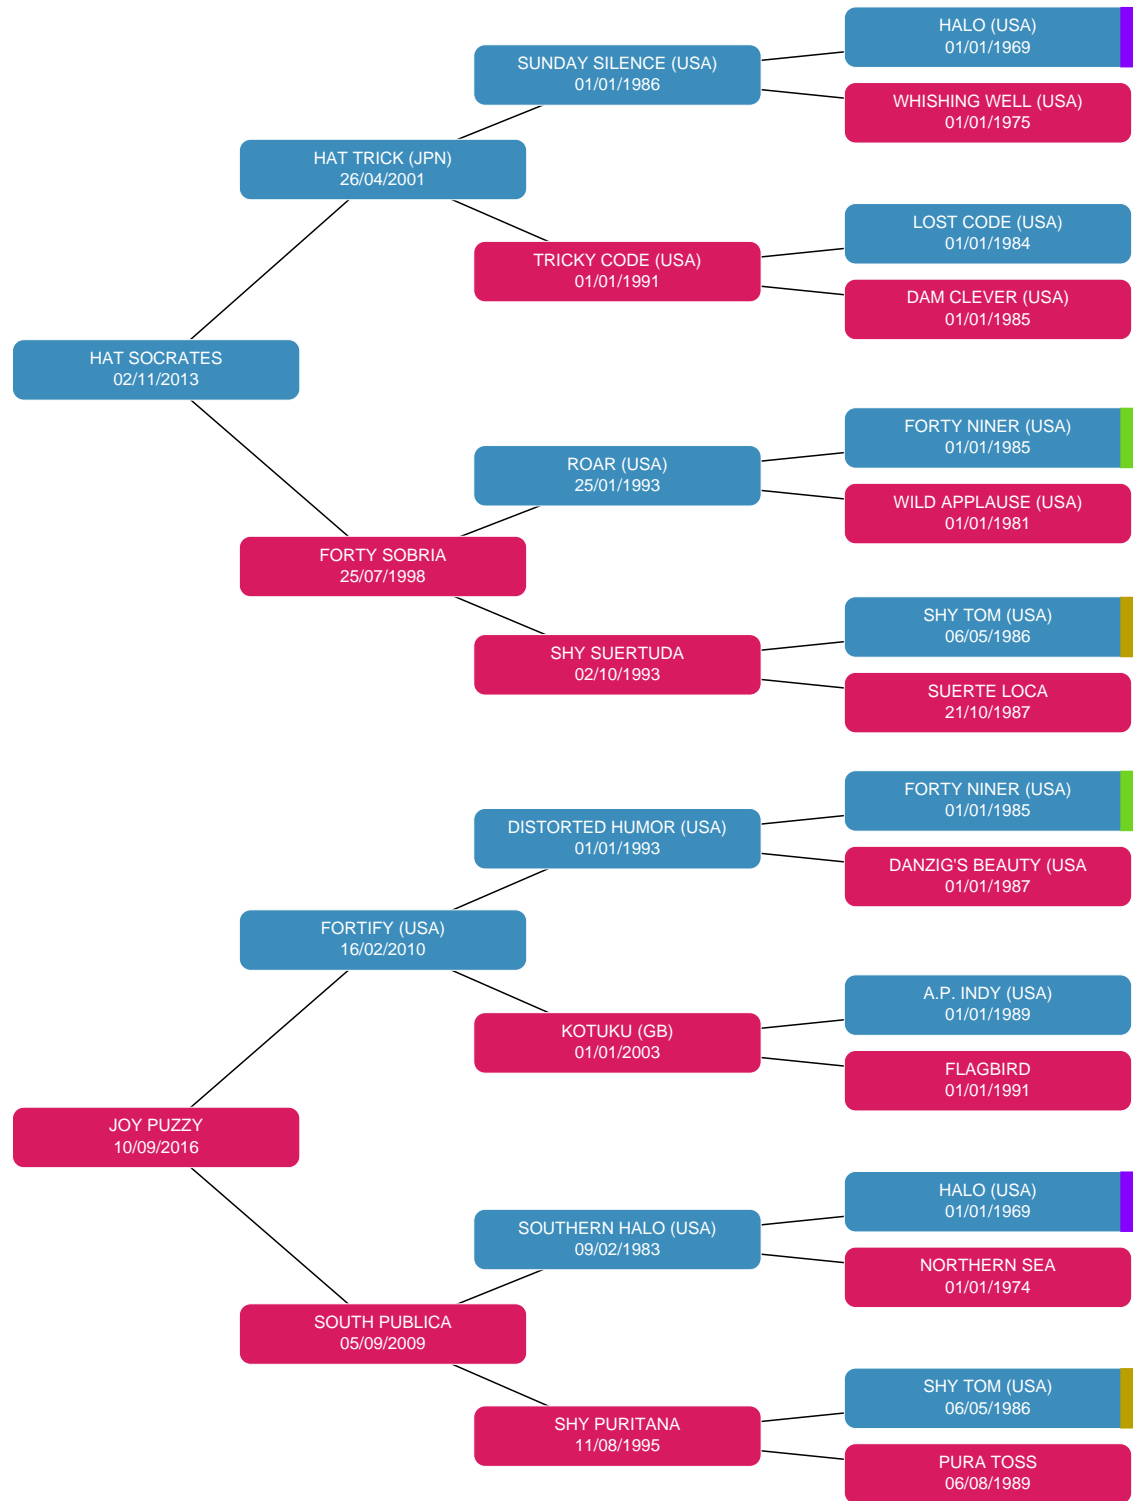 HALO (USA)
01/01/1969
SUNDAY SILENCE (USA)
01/01/1986
WHISHING WELL (USA)
01/01/1975
HAT TRICK (JPN)
26/04/2001
LOST CODE (USA)
01/01/1984
TRICKY CODE (USA)
01/01/1991
DAM CLEVER (USA)
01/01/1985
HAT SOCRATES
02/11/2013
FORTY NINER (USA)
01/01/1985
ROAR (USA)
25/01/1993
WILD APPLAUSE (USA)
01/01/1981
FORTY SOBRIA
25/07/1998
SHY TOM (USA)
06/05/1986
SHY SUERTUDA
02/10/1993
SUERTE LOCA
21/10/1987
FORTY NINER (USA)
01/01/1985
DISTORTED HUMOR (USA)
01/01/1993
DANZIG'S BEAUTY (USA
01/01/1987
FORTIFY (USA)
16/02/2010
A.P. INDY (USA)
01/01/1989
KOTUKU (GB)
01/01/2003
FLAGBIRD
01/01/1991
JOY PUZZY
10/09/2016
HALO (USA)
01/01/1969
SOUTHERN HALO (USA)
09/02/1983
NORTHERN SEA
01/01/1974
SOUTH PUBLICA
05/09/2009
SHY TOM (USA)
06/05/1986
SHY PURITANA
11/08/1995
PURA TOSS
06/08/1989